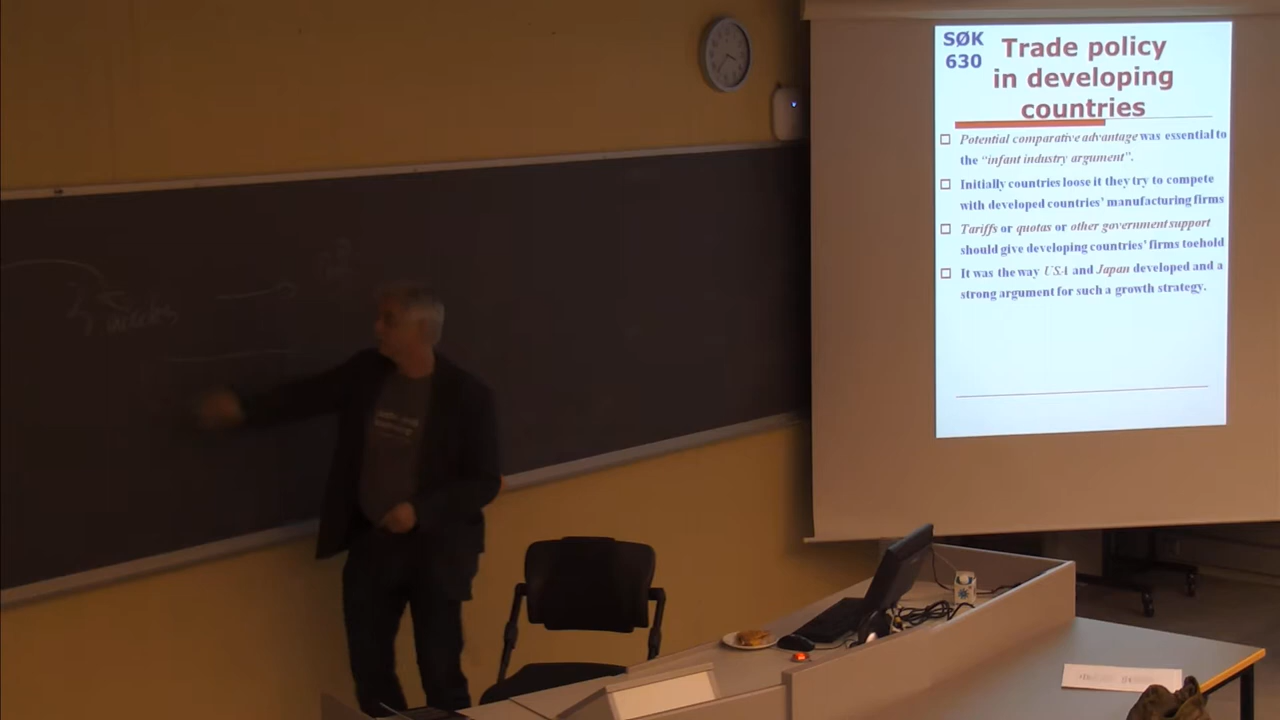 SØK
630
Trade policy
in developing
countries
Potential comparative advantage was essential to
the “infant industry argument”.
Initially countries loose it they try to compete
with developed countries’ manufacturing firms
Tariffs or quotas or other government support
should give developing countries’ firms toehold
It was the way USA and Japan developed and a
strong argument for such a growth strategy.
weeks